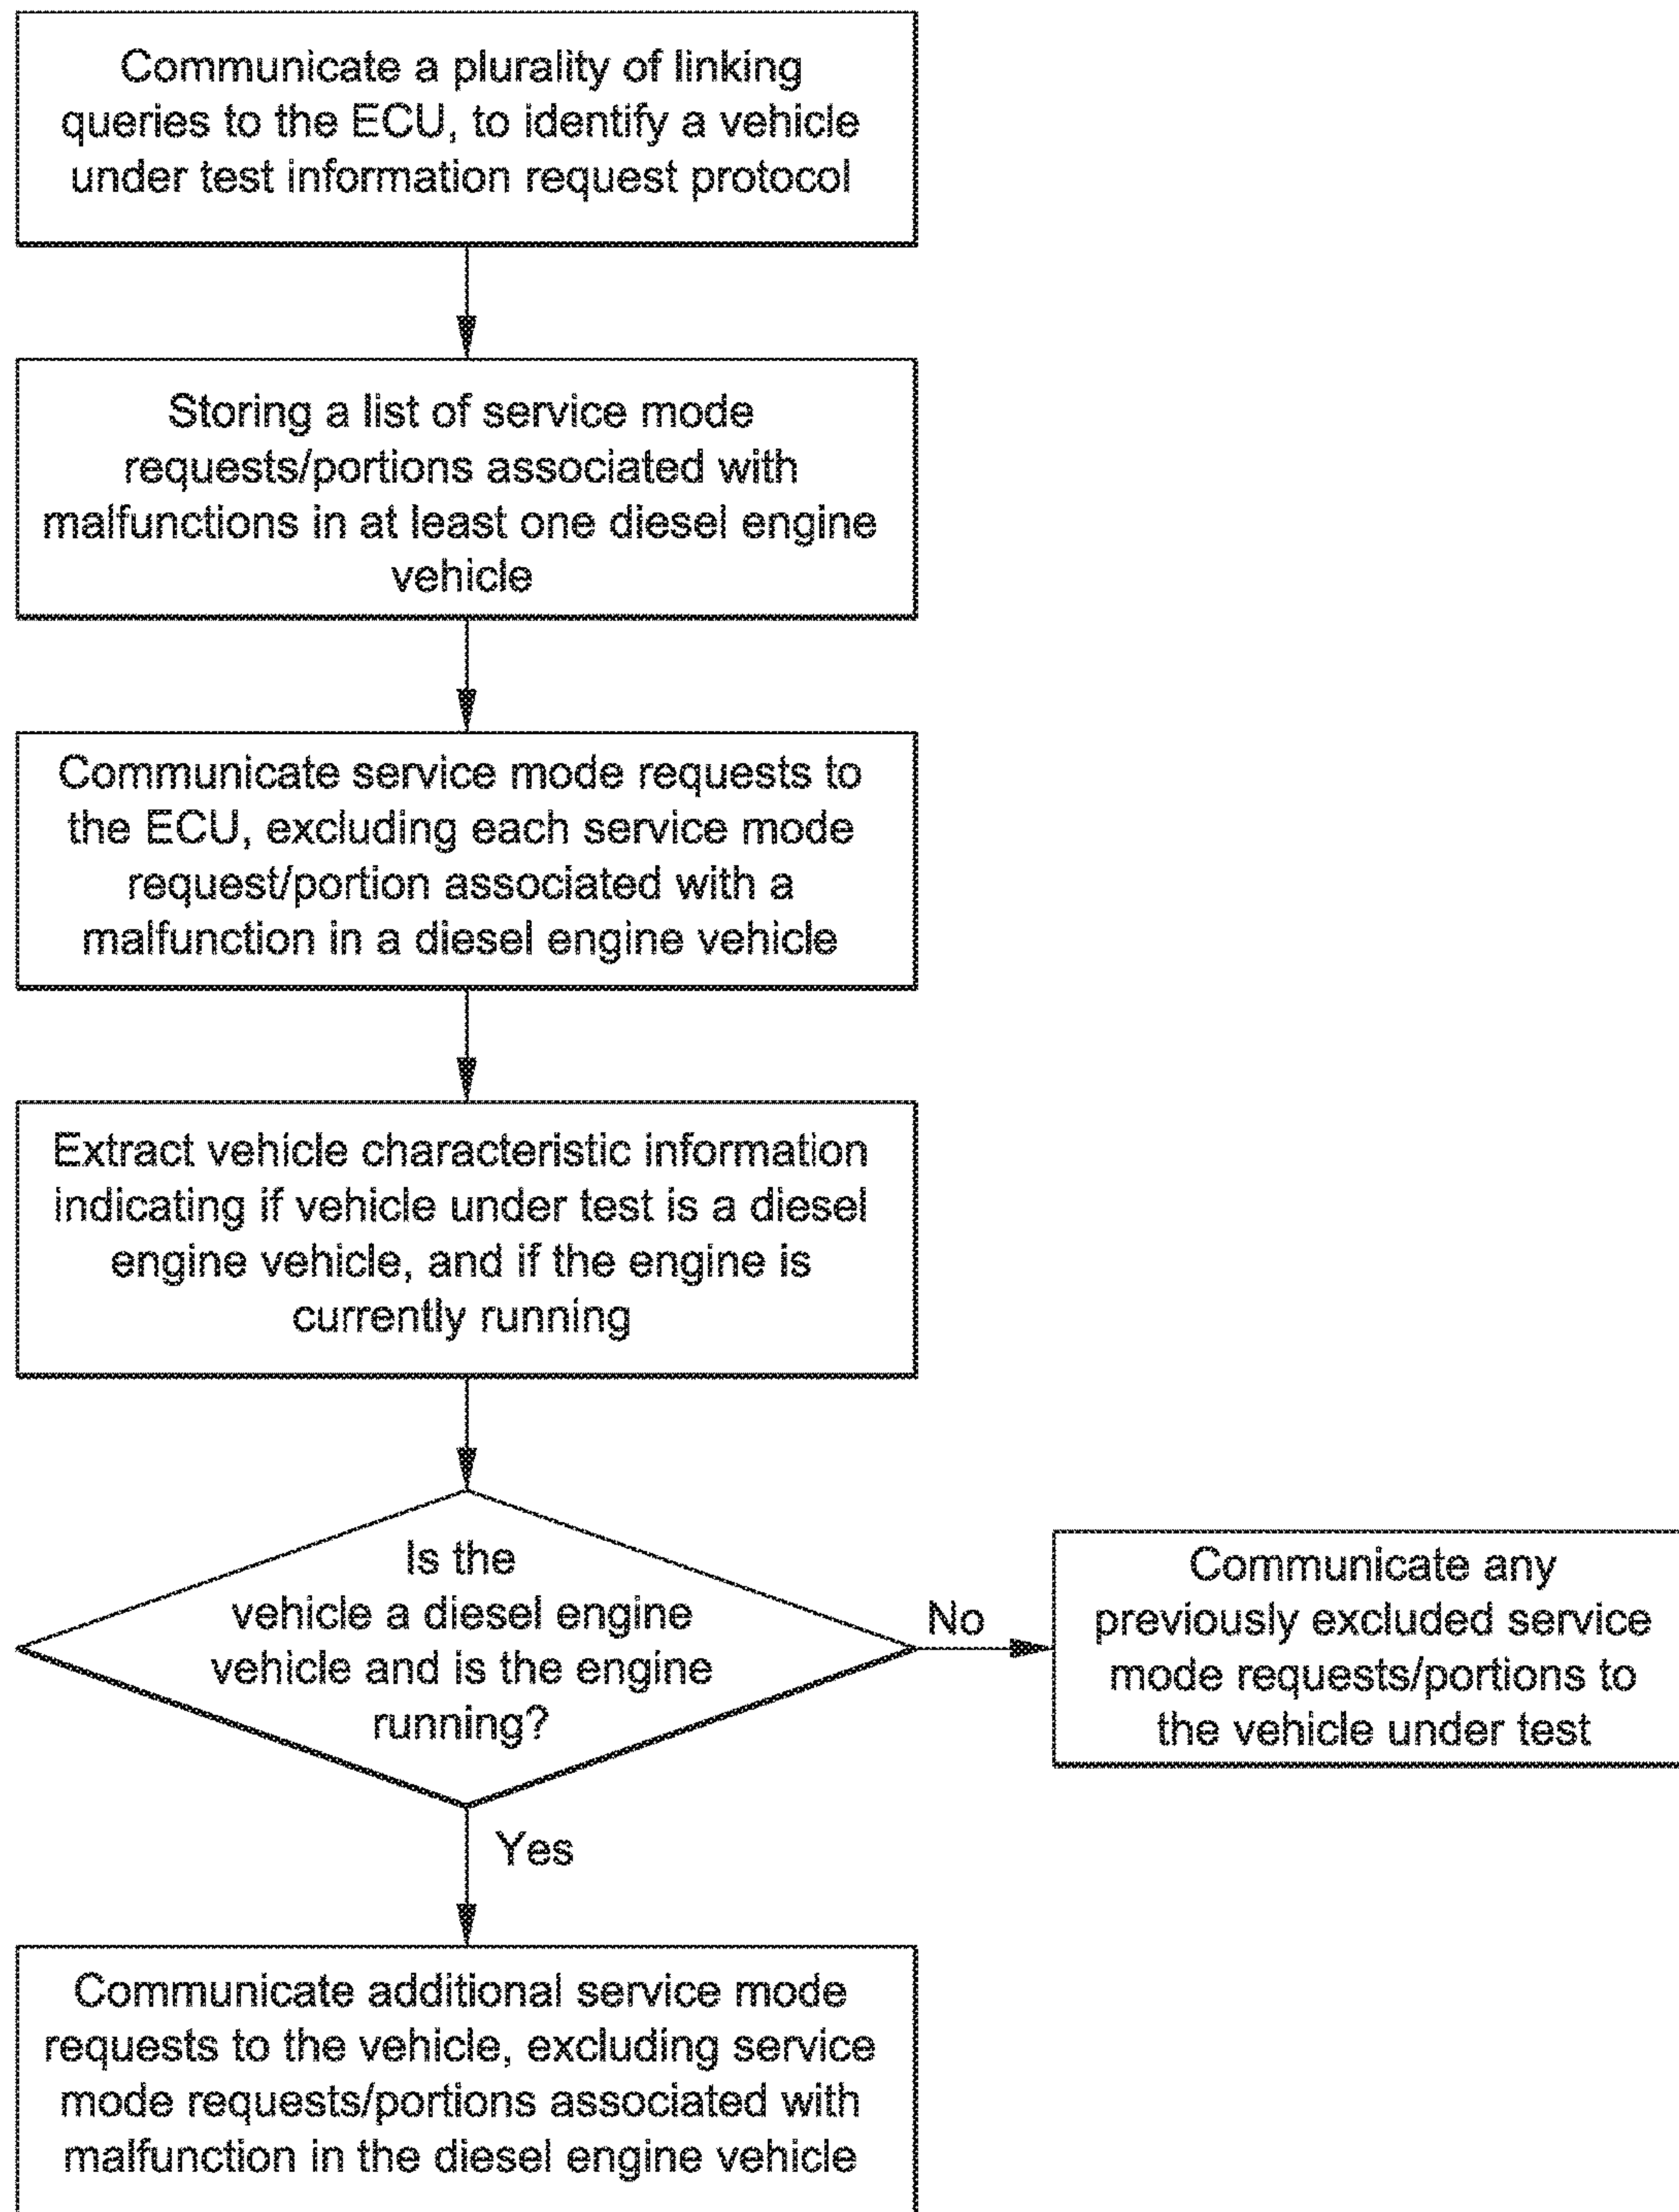 Communicate a plurality of linking
queries to the ECU, to identify a vehicle
under test information request protocol
Storing a list of service mode
requests/portions associated with
malfunctions in at least one diesel engine
vehicle
Communicate service mode requests to
the ECU, excluding each service mode
request/portion associated with a
malfunction in a diesel engine vehicle
Extract vehicle characteristic information
indicating if vehicle under test is a diesel
engine vehicle, and if the engine is
currently running
Is the
vehicle a diesel engine
vehicle and is the engine
running?
No
Communicate any
previously excluded service
mode requests/portions to
the vehicle under test
Yes
Communicate additional service mode
requests to the vehicle, excluding service
mode requests/portions associated with
malfunction in the diesel engine vehicle